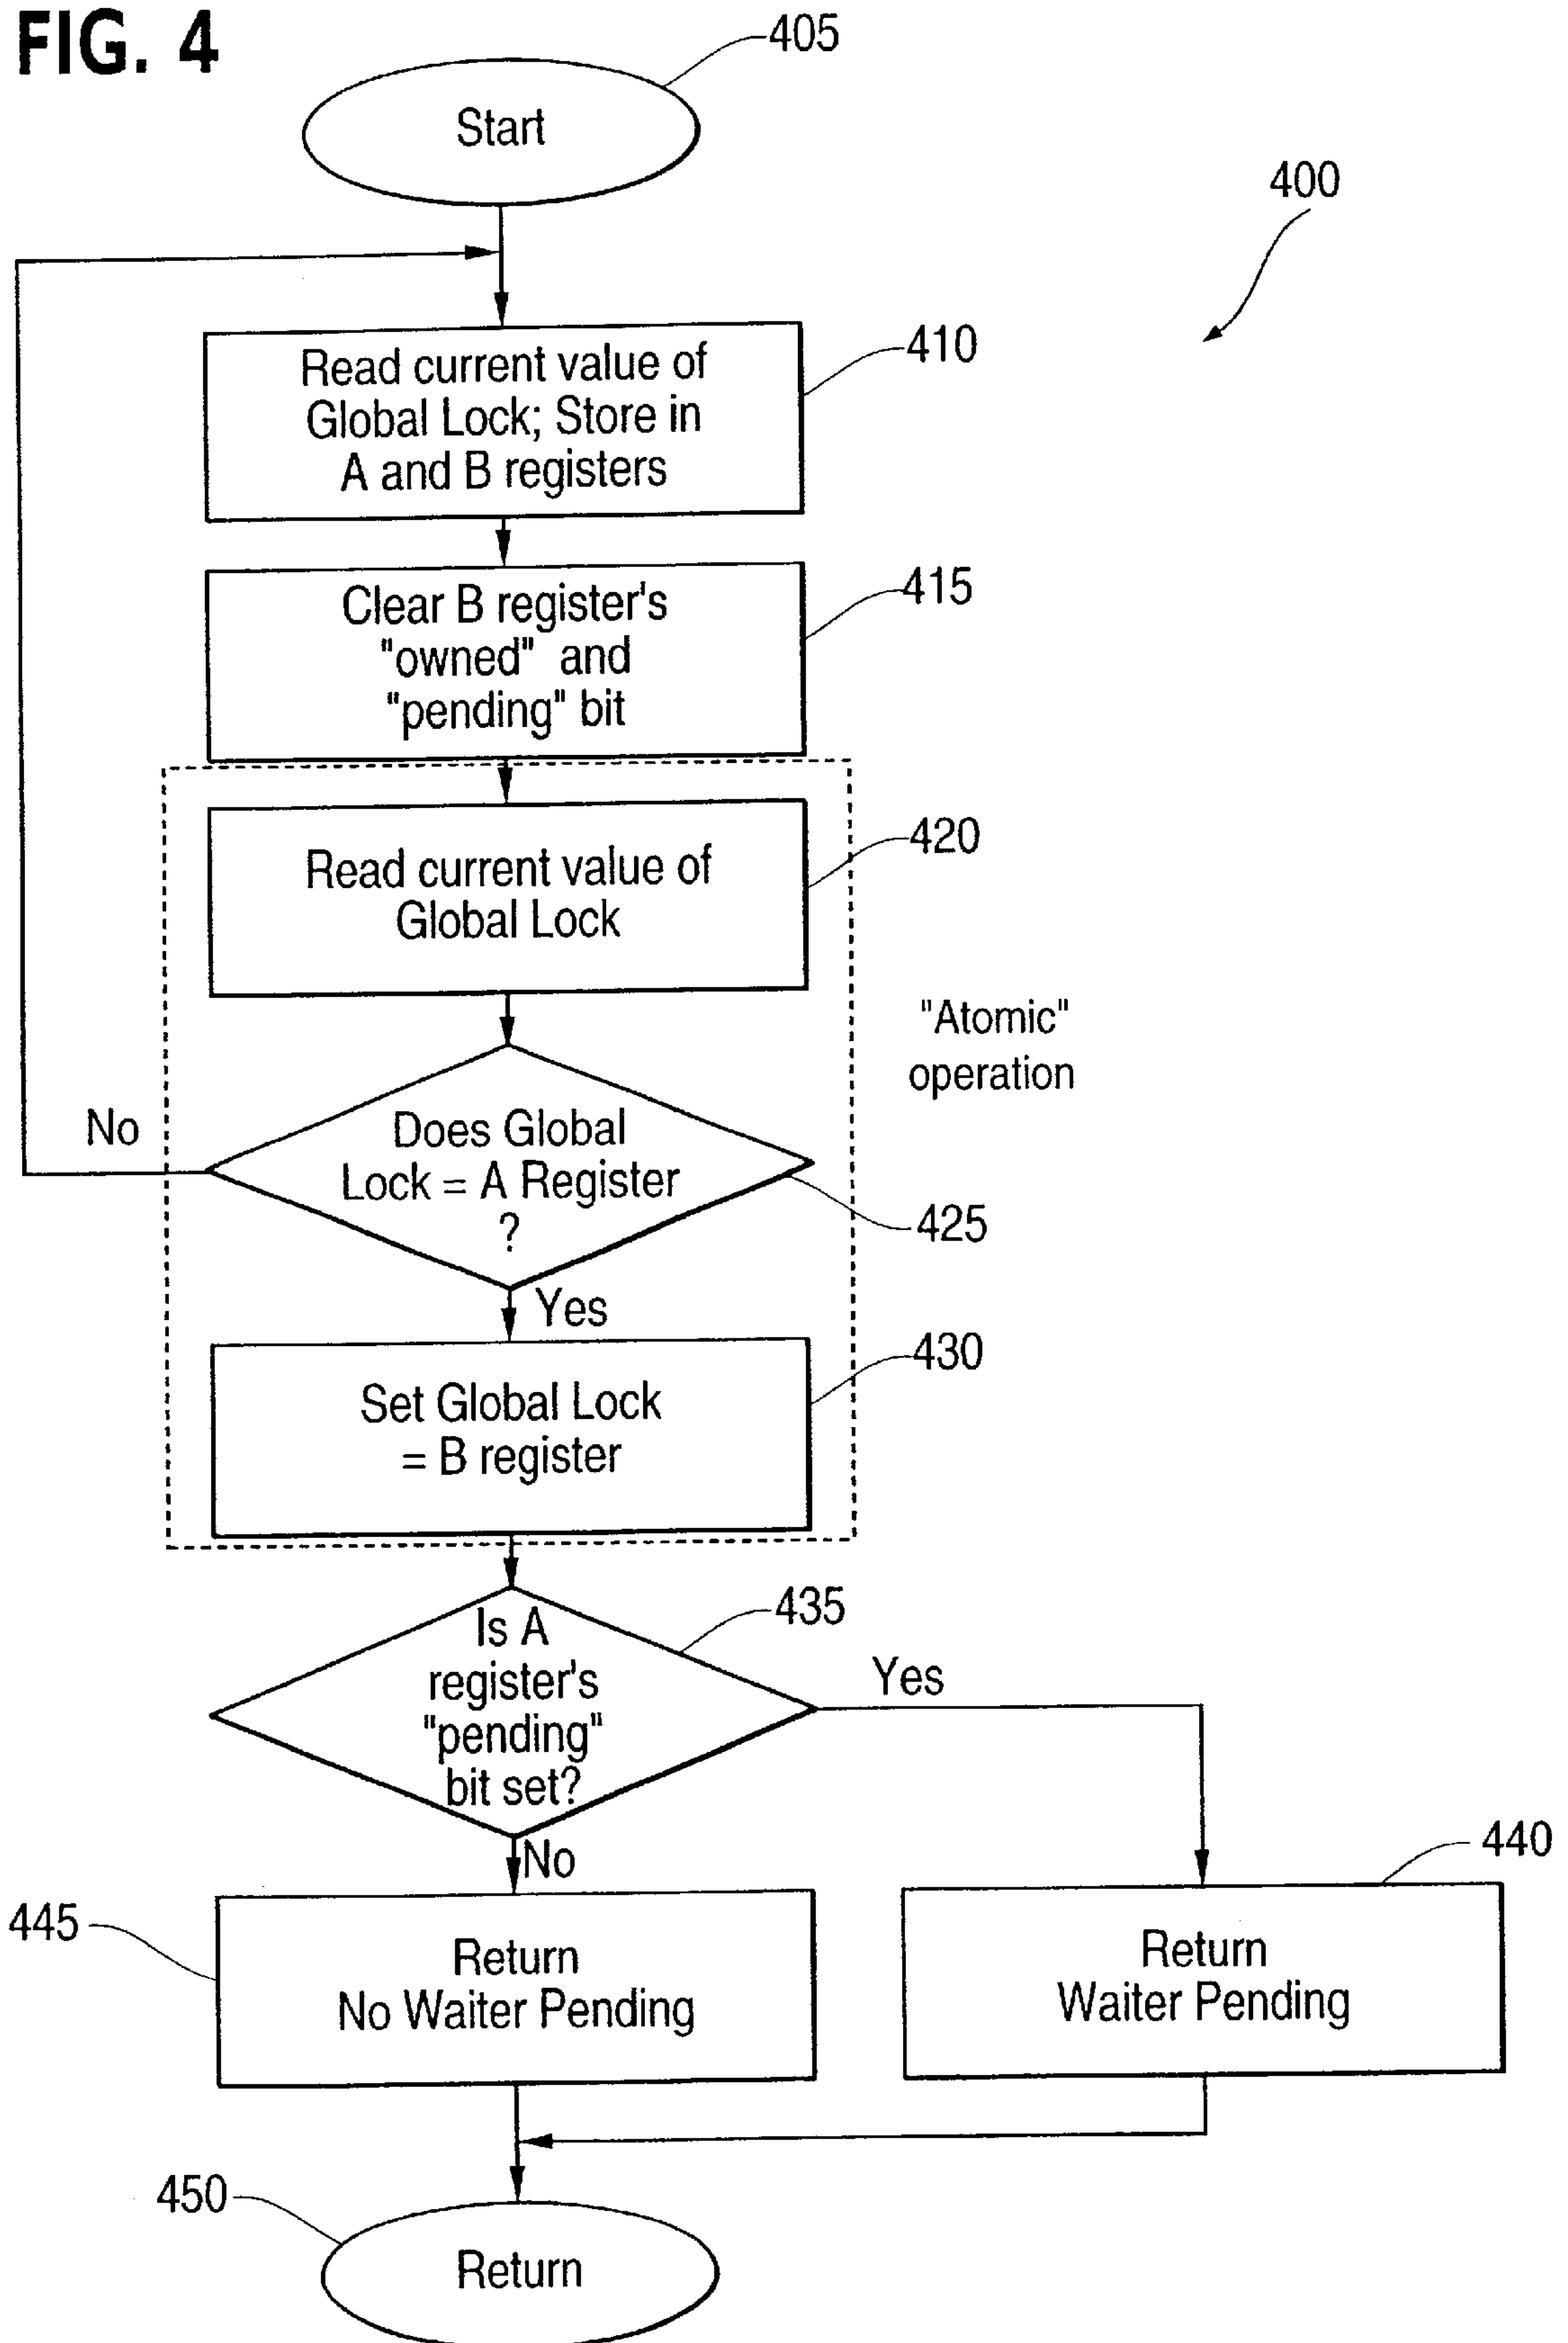 FIG. 4
405
Start
400
410
Read current value of
Global Lock; Store in
A and B registers
415
Clear B register's
"owned" and
"pending" bit
420
Read current value of
Global Lock
"Atomic"
operation
No
Does Global
Lock = A Register
?
425
Yes
430
Set Global Lock
= B register
435
Is A
register's
"pending"
bit set?
Yes
No
440
445
Return
No Waiter Pending
Return
Waiter Pending
450
Return